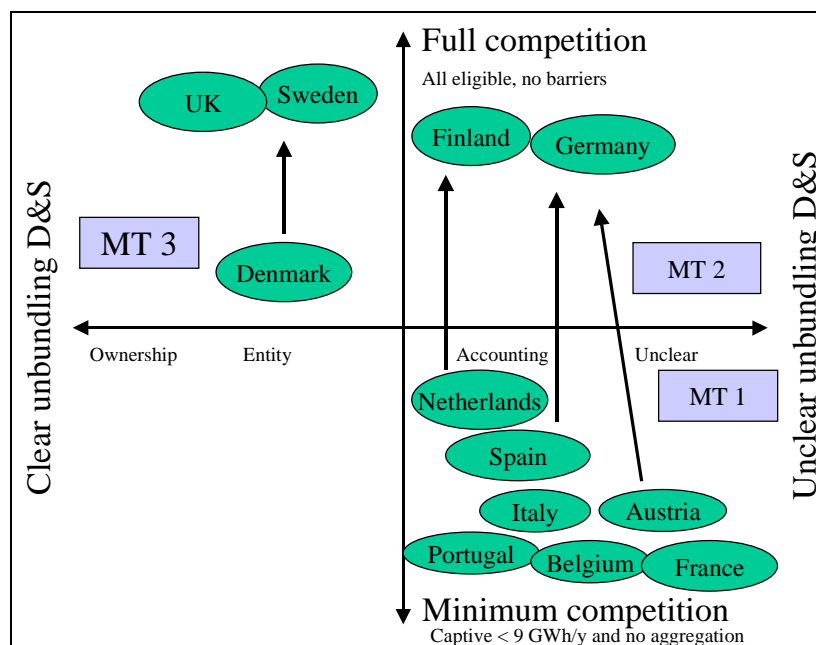 Full competition
All eligible, no barriers
UK
Sweden
Finland
Germany
Clear unbundling D&S
MT 3
Denmark
MT 2
Unclear unbundling D&S
Ownership
Entity
Accounting
Unclear
Netherlands
MT 1
Spain
Italy
Austria
Portugal
Belgium
France
Minimum competition
Captive < 9 GWh/y and no aggregation